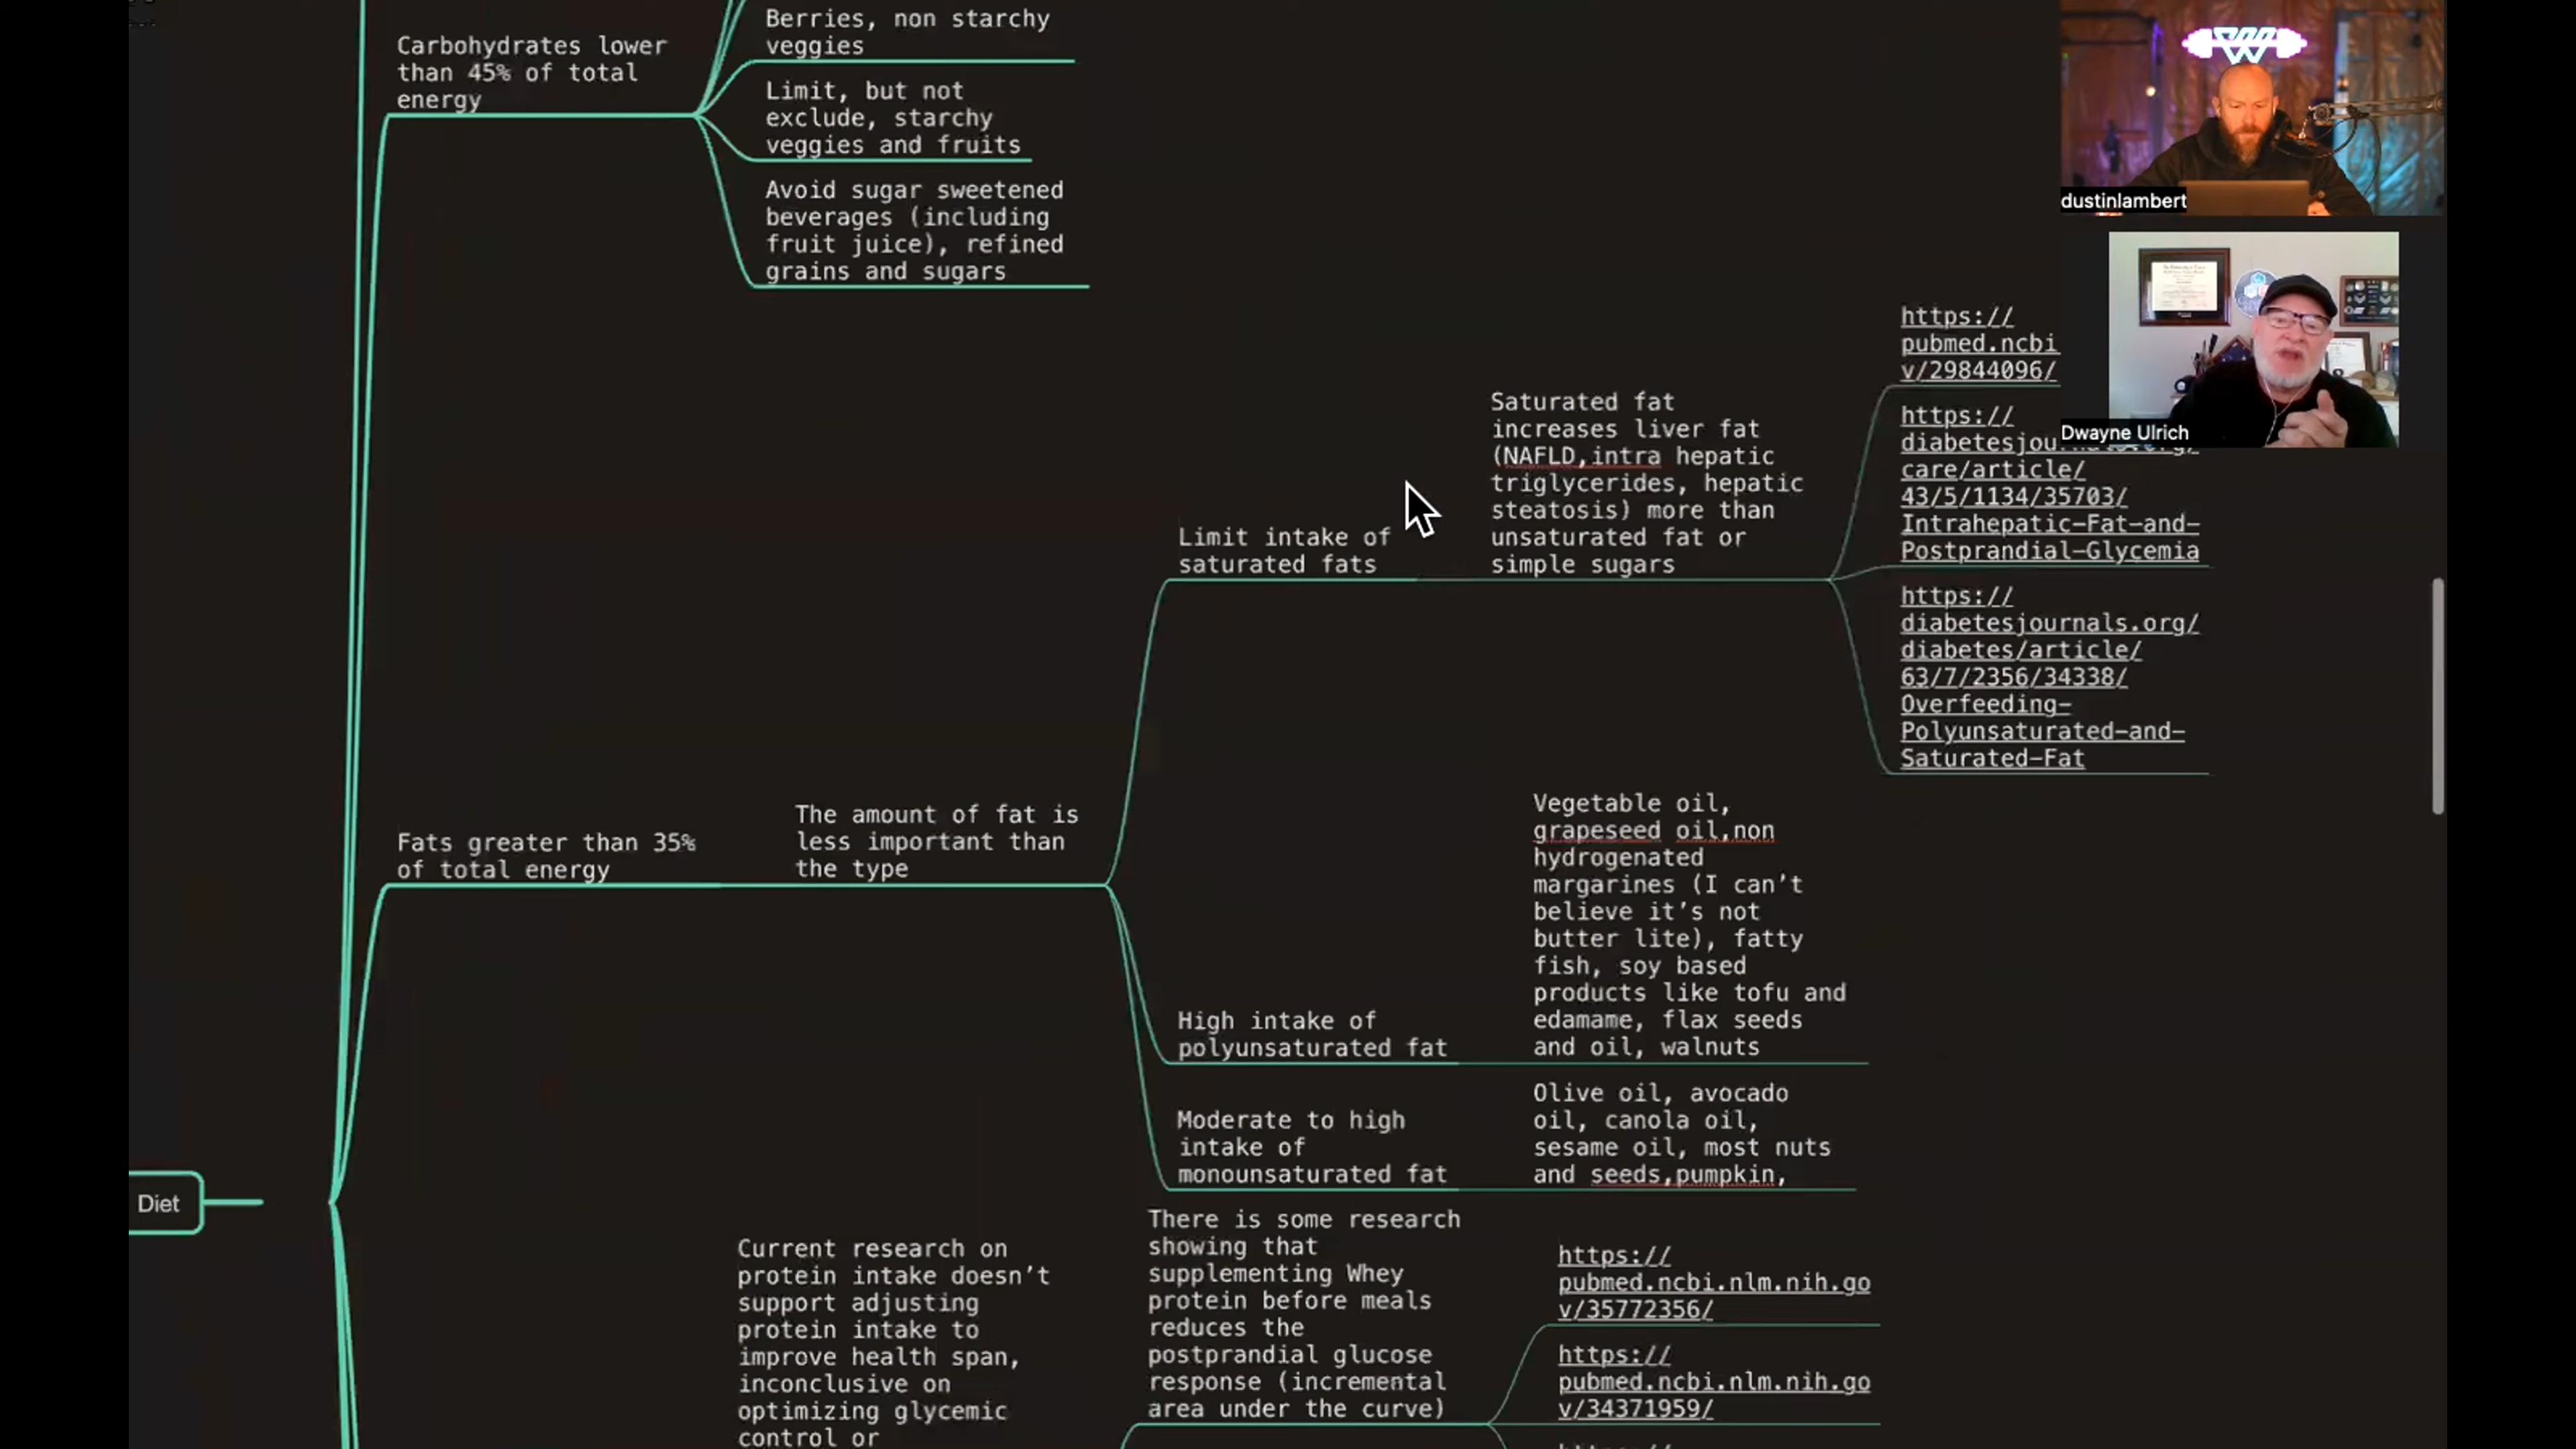 Berries, non starchy
veggies
Carbohydrates lower
than 45% of total
energy
Limit, but not
exclude, starchy
veggies and fruits
Avoid sugar sweetened
beverages (including
fruit juice), refined
grains and sugars
dustinlambert
Dwayne Ulrich
https://
pubmed.ncbi
v/29844096/
https://
care/article/
43/5/1134/35703/
Intrahepatic-Fat-and-
Postprandial-Glycemia
https://
diabetesjournals.org/
diabetes/article/
63/7/2356/34338/
Overfeeding-
Polyunsaturated-and-
Saturated-Fat
Saturated fat
increases liver fat
(NAFLD,intra hepatic
triglycerides, hepatic
steatosis) more than
unsaturated fat or
simple sugars
Limit intake of
saturated fats
Fats greater than 35%
of total energy
The amount of fat is
less important than
the type
Vegetable oil,
grapeseed oil,non
hydrogenated
margarines (I can't
believe it's not
butter lite), fatty
fish, soy based
products like tofu and
edamame, flax seeds
and oil, walnuts
High intake of
polyunsaturated fat
Olive oil, avocado
oil, canola oil,
sesame oil, most nuts
and seeds,pumpkin,
Moderate to high
intake of
monounsaturated fat
Diet
Current research on
protein intake doesn't
support adjusting
protein intake to
improve health span,
inconclusive on
optimizing glycemic
control or
There is some research
showing that
supplementing Whey
protein before meals
reduces the
postprandial glucose
response (incremental
area under the curve)
https://
pubmed.ncbi.nlm.nih.go
v/35772356/
https://
pubmed.ncbi.nlm.nih.go
v/34371959/